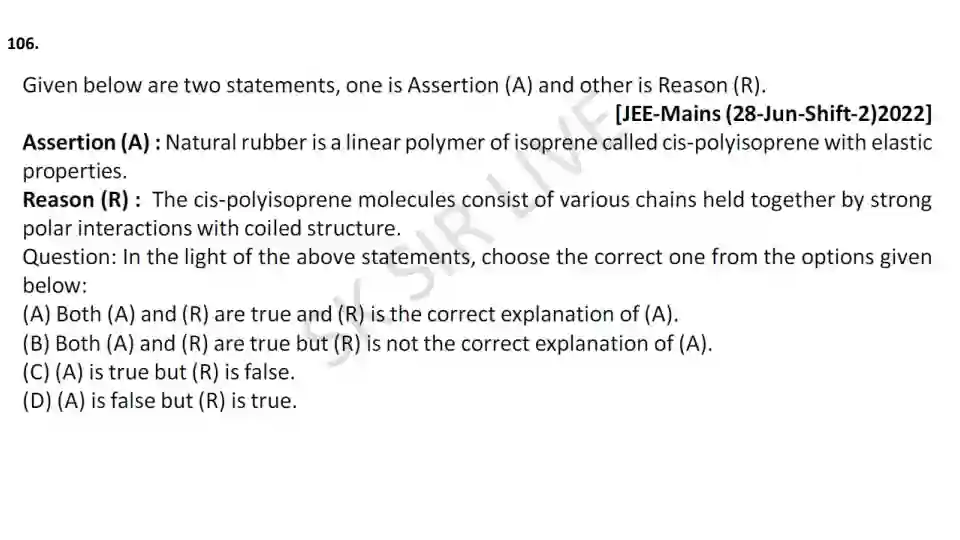 106.
Given below are two statements, one is Assertion (A) and other is Reason (R).
[JEE-Mains (28-Jun-Shift-2)2022]
Assertion (A) : Natural rubber is a linear polymer of isoprene called cis-polyisoprene with elastic
properties.
Reason (R) : The cis-polyisoprene molecules consist of various chains held together by strong
polar interactions with coiled structure.
Question: In the light of the above statements, choose the correct one from the options given
below:
(A) Both (A) and (R) are true and (R) is the correct explanation of (A).
(B) Both (A) and (R) are true but (R) is not the correct explanation of (A).
(C) (A) is true but (R) is false.
(D) (A) is false but (R) is true.
SK SIR LIVE